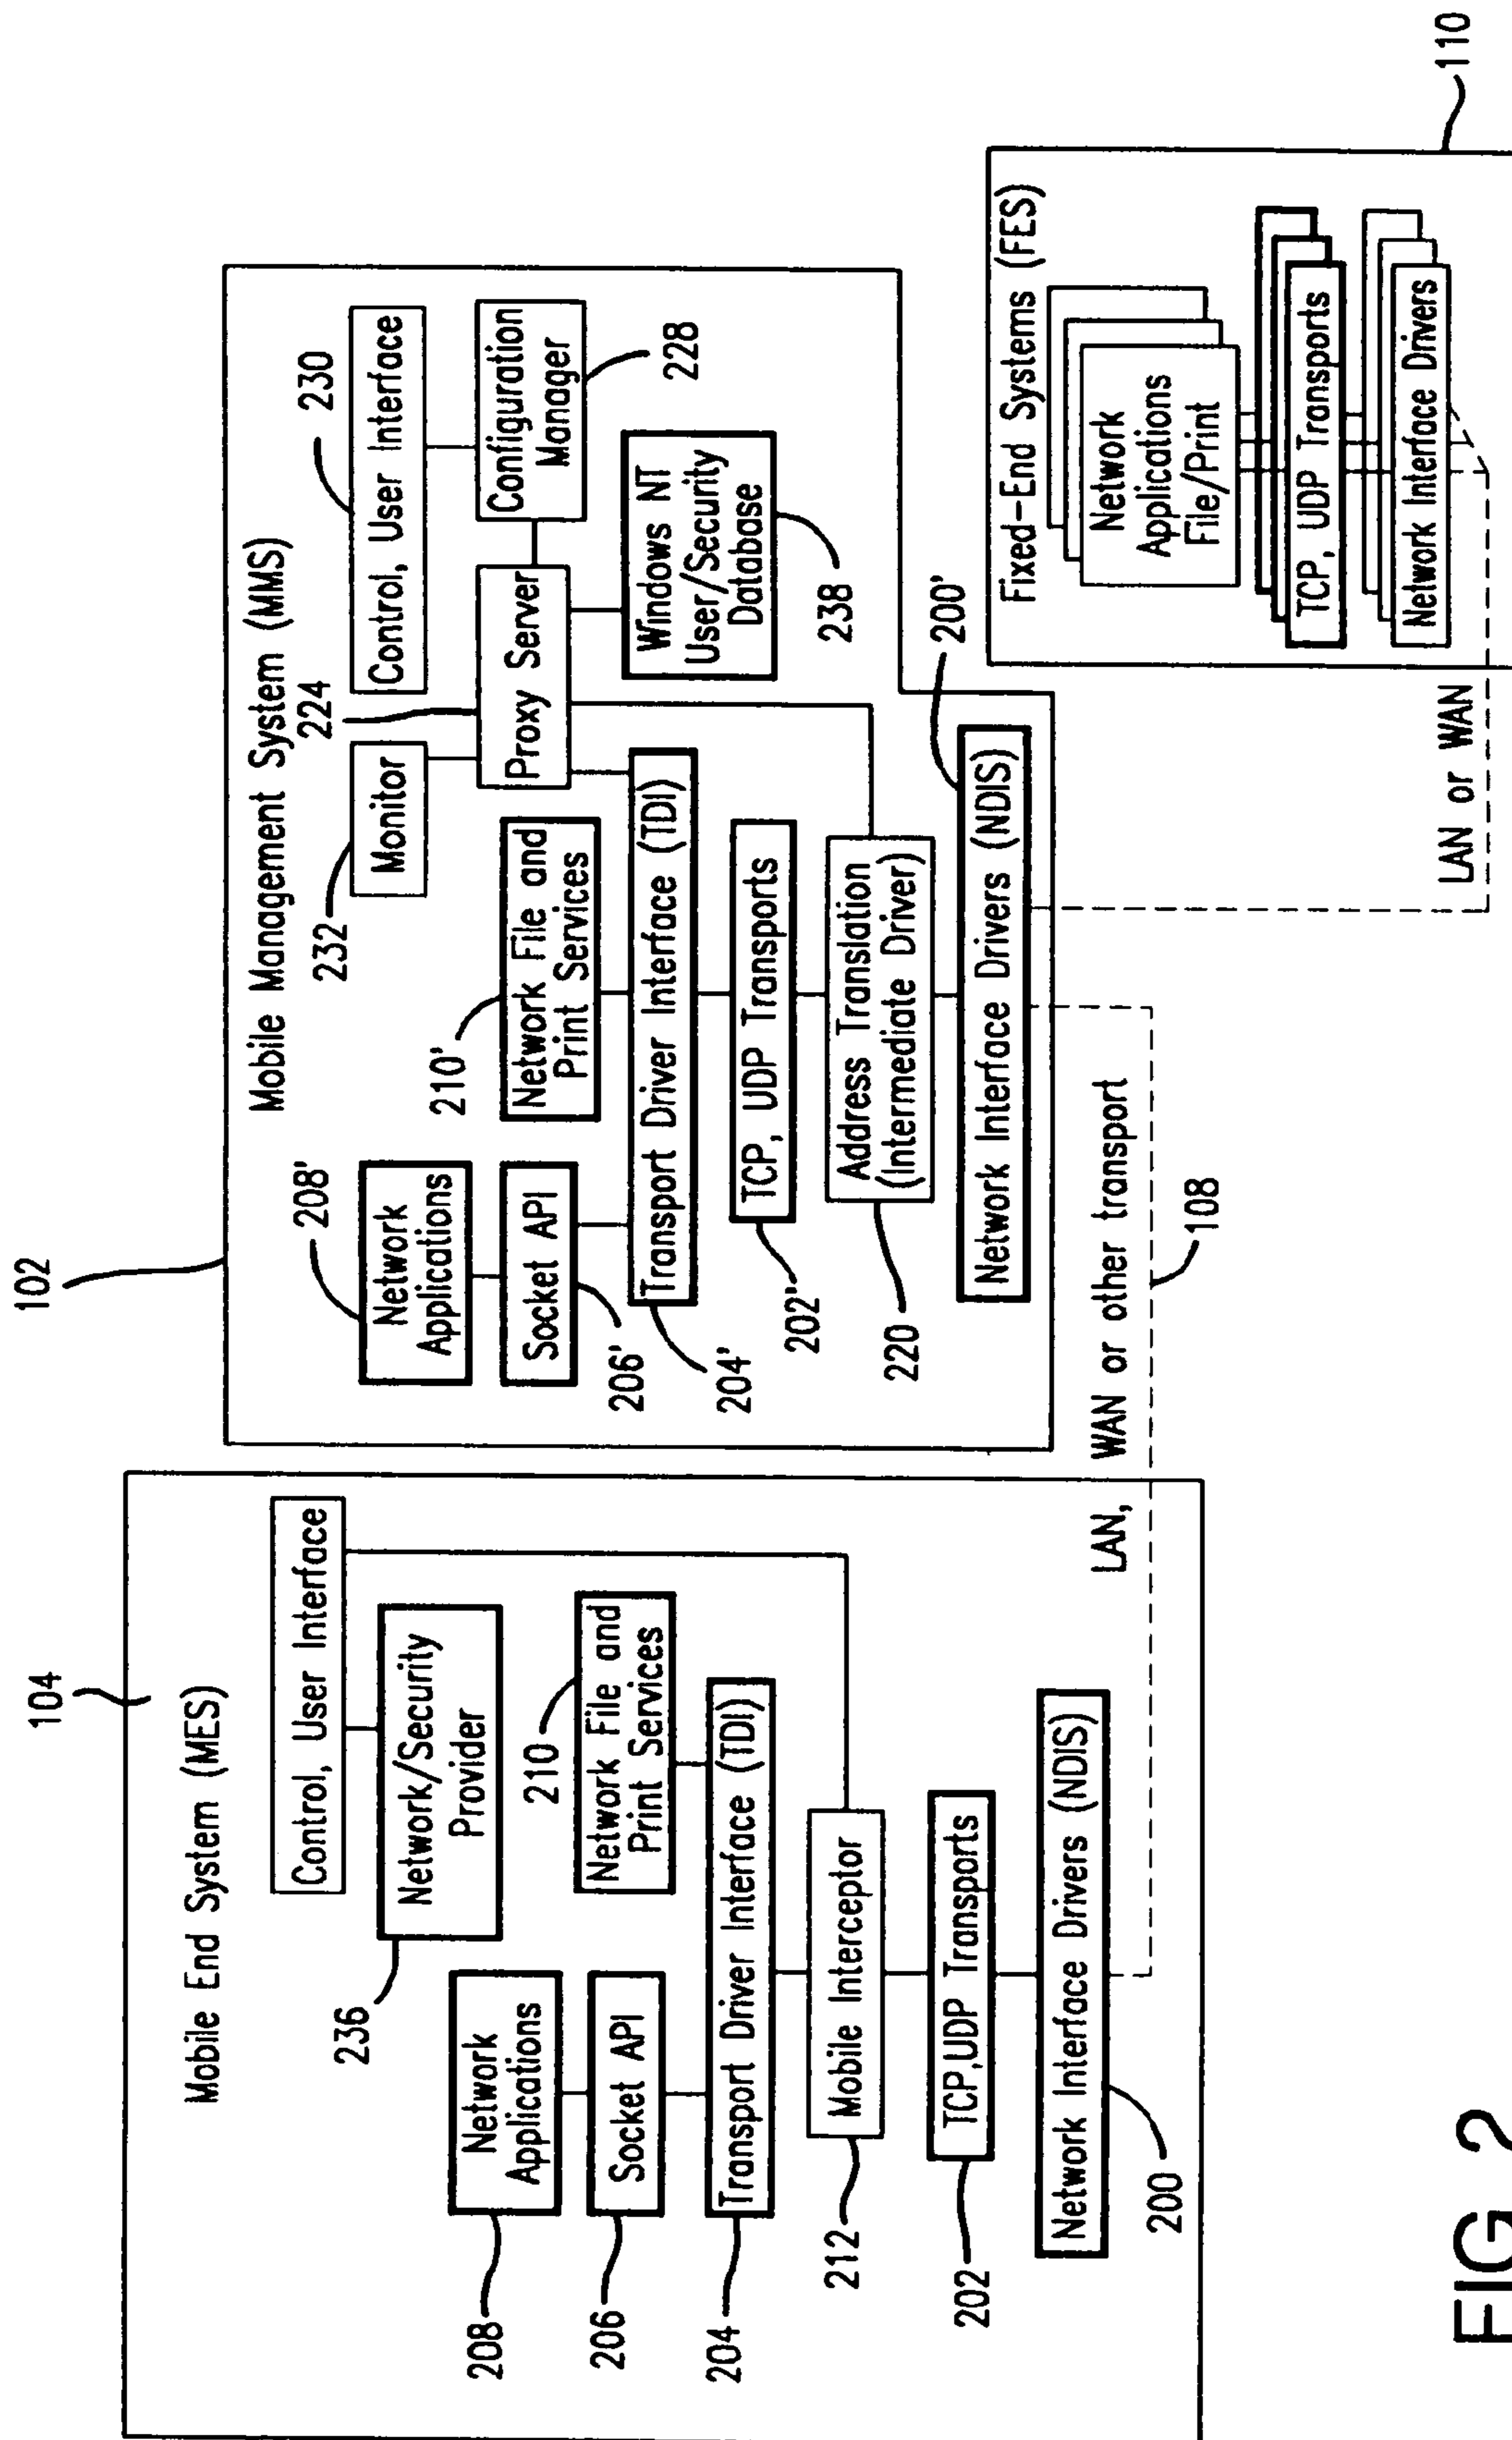 102
104
Mobile End System (MES)
Control, User Interface
Network/Security
Provider
236
Network
Applications
208
Socket API
206
210
Network File and
Print Services
Transport Driver Interface (TDI)
204
Mobile Interceptor
212
TCP,UDP Transports
202
Network Interface Drivers (NDIS)
200
Mobile Management System (MMS)
208'
Network
Applications
Socket API
206'
210'
Network File and
Print Services
232
Monitor
224
Proxy Server
230
Control, User Interface
Configuration
Manager
228
Windows NT
User/Security
Database
238
Transport Driver Interface (TDI)
204'
TCP, UDP Transports
202'
Address Translation
(Intermediate Driver)
220
Network Interface Drivers (NDIS)
200'
LAN, WAN or other transport
108
LAN or WAN
Fixed-End Systems (FES)
Network
Applications
File/Print
TCP, UDP Transports
Network Interface Drivers
110
FIG 2